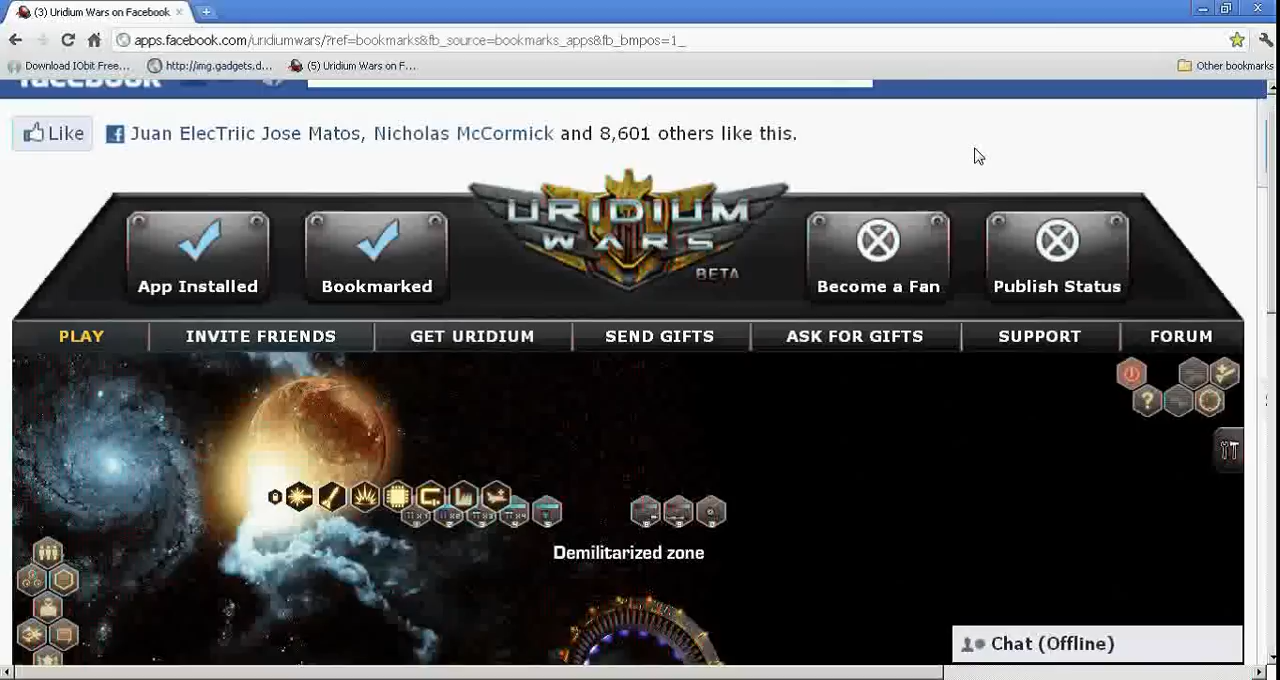 (3) Uridium Wars on Facebook
apps.facebook.com/uridiumwars/?ref=bookmarks&fb_source=bookmarks_apps&fb_bmpos=1_
Download IObit Free... http://img.gadgets.d... (5) Uridium Wars on F... Other bookmarks
facebook
Like Juan ElecTriic Jose Matos, Nicholas McCormick and 8,601 others like this.
URIDIUM
WARS
BETA
App Installed Bookmarked Become a Fan Publish Status
PLAY INVITE FRIENDS GET URIDIUM SEND GIFTS ASK FOR GIFTS SUPPORT FORUM
?
Demilitarized zone
Chat (Offline)